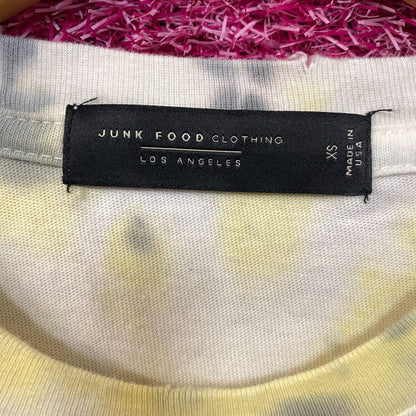 JUNK FOOD CLOTHING
LOS ANGELES
XS
MADE IN
USA